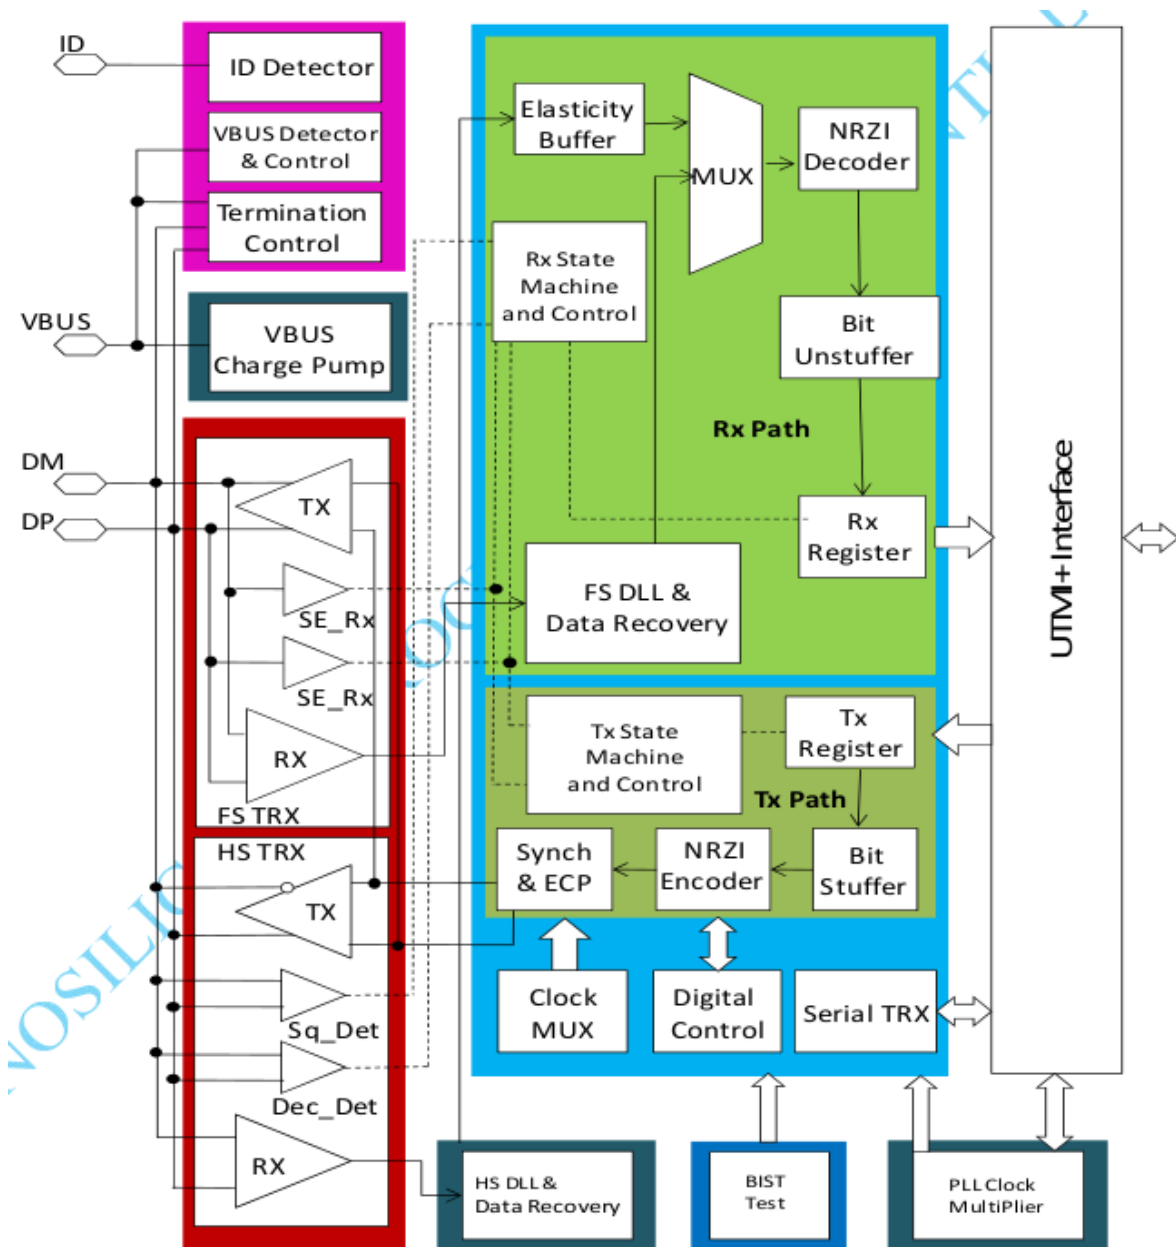 ID
ID Detector
VBUS Detector
& Control
Termination
Control
VBUS
VBUS
Charge Pump
DM
DP
TX
SE_Rx
SE_Rx
RX
FS TRX
HS TRX
TX
Sq_Det
Dec_Det
RX
HS DLL &
Data Recovery
Elasticity
Buffer
MUX
NRZI
Decoder
Rx State
Machine
and Control
Bit
Unstuffer
Rx Path
Rx
Register
FS DLL &
Data Recovery
Tx State
Machine
and Control
Tx
Register
Tx Path
Synch
& ECP
NRZI
Encoder
Bit
Stuffer
Clock
MUX
Digital
Control
Serial TRX
BIST
Test
PLL Clock
MultiPlier
UTMI+ Interface